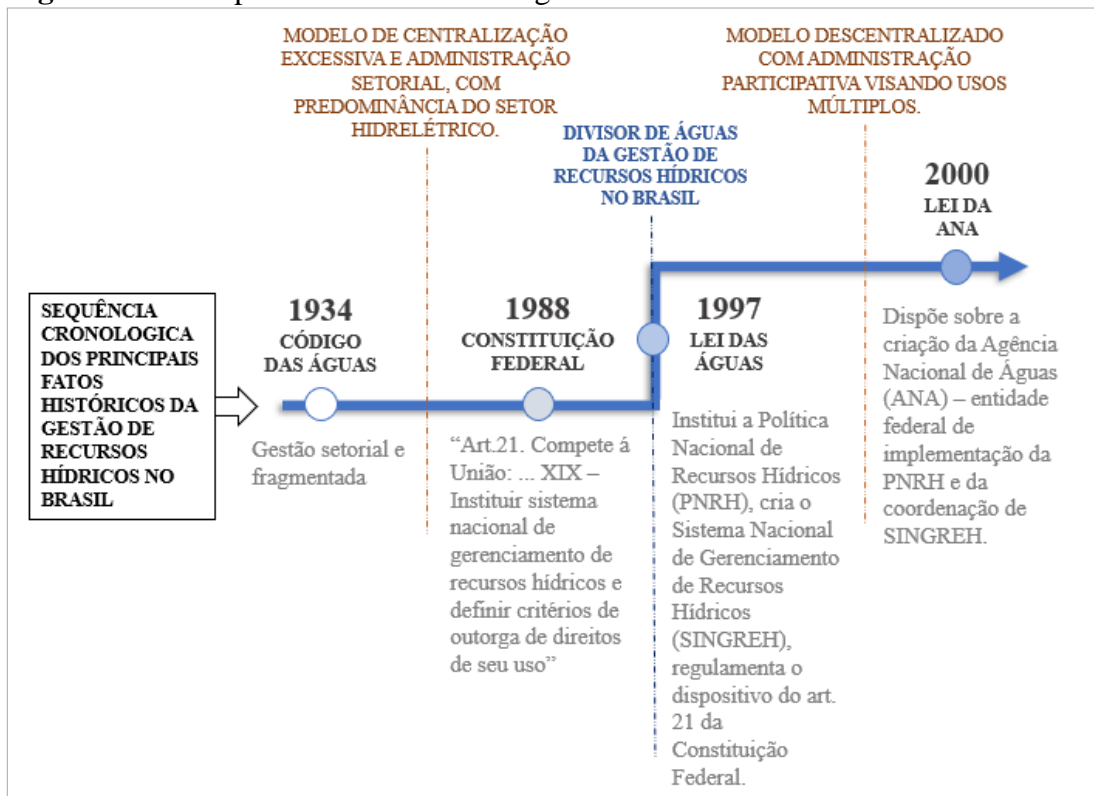 MODELO DE CENTRALIZAÇÃO
EXCESSIVA E ADMINISTRAÇÃO
SETORIAL, COM
PREDOMINÂNCIA DO SETOR
HIDRELÉTRICO.
MODELO DESCENTRALIZADO
COM ADMINISTRAÇÃO
PARTICIPATIVA VISANDO USOS
MÚLTIPLOS.
DIVISOR DE ÁGUAS
DA GESTÃO DE
RECURSOS HÍDRICOS
NO BRASIL
SEQUÊNCIA
CRONOLOGICA
DOS PRINCIPAIS
FATOS
HISTÓRICOS DA
GESTÃO DE
RECURSOS
HÍDRICOS NO
BRASIL
1934
CÓDIGO
DAS ÁGUAS
Gestão setorial e
fragmentada
1988
CONSTITUIÇÃO
FEDERAL
“Art.21. Compete á
União: ... XIX –
Instituir sistema
nacional de
gerenciamento de
recursos hídricos e
definir critérios de
outorga de direitos
de seu uso”
1997
LEI DAS
ÁGUAS
Institui a Política
Nacional de
Recursos Hídricos
(PNRH), cria o
Sistema Nacional
de Gerenciamento
de Recursos
Hídricos
(SINGREH),
regulamenta o
dispositivo do art.
21 da
Constituição
Federal.
2000
LEI DA
ANA
Dispõe sobre a
criação da Agência
Nacional de Águas
(ANA) – entidade
federal de
implementação da
PNRH e da
coordenação de
SINGREH.